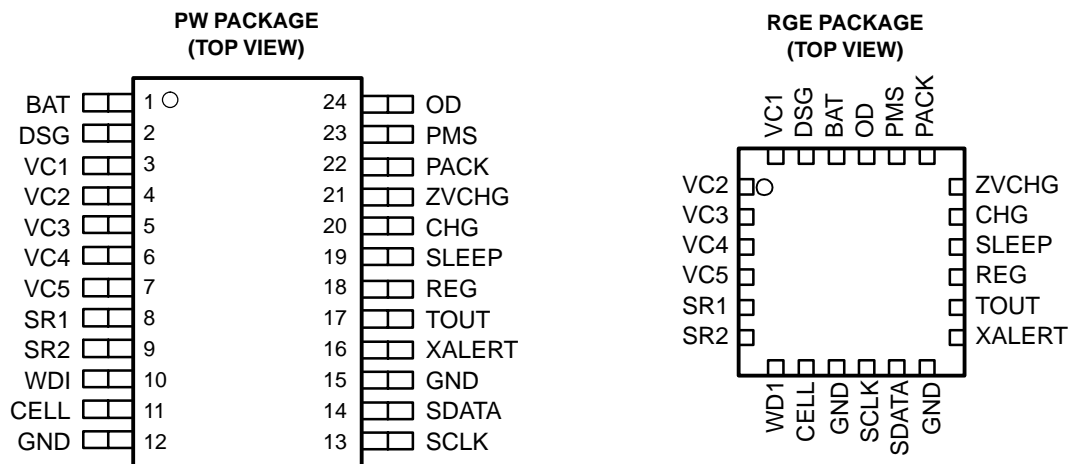 PW PACKAGE
(TOP VIEW)
BAT 1 24 OD
DSG 2 23 PMS
VC1 3 22 PACK
VC2 4 21 ZVCHG
VC3 5 20 CHG
VC4 6 19 SLEEP
VC5 7 18 REG
SR1 8 17 TOUT
SR2 9 16 XALERT
WDI 10 15 GND
CELL 11 14 SDATA
GND 12 13 SCLK
RGE PACKAGE
(TOP VIEW)
VC1
DSG
BAT
OD
PMS
PACK
VC2 ZVCHG
VC3 CHG
VC4 SLEEP
VC5 REG
SR1 TOUT
SR2 XALERT
WD1
CELL
GND
SCLK
SDATA
GND